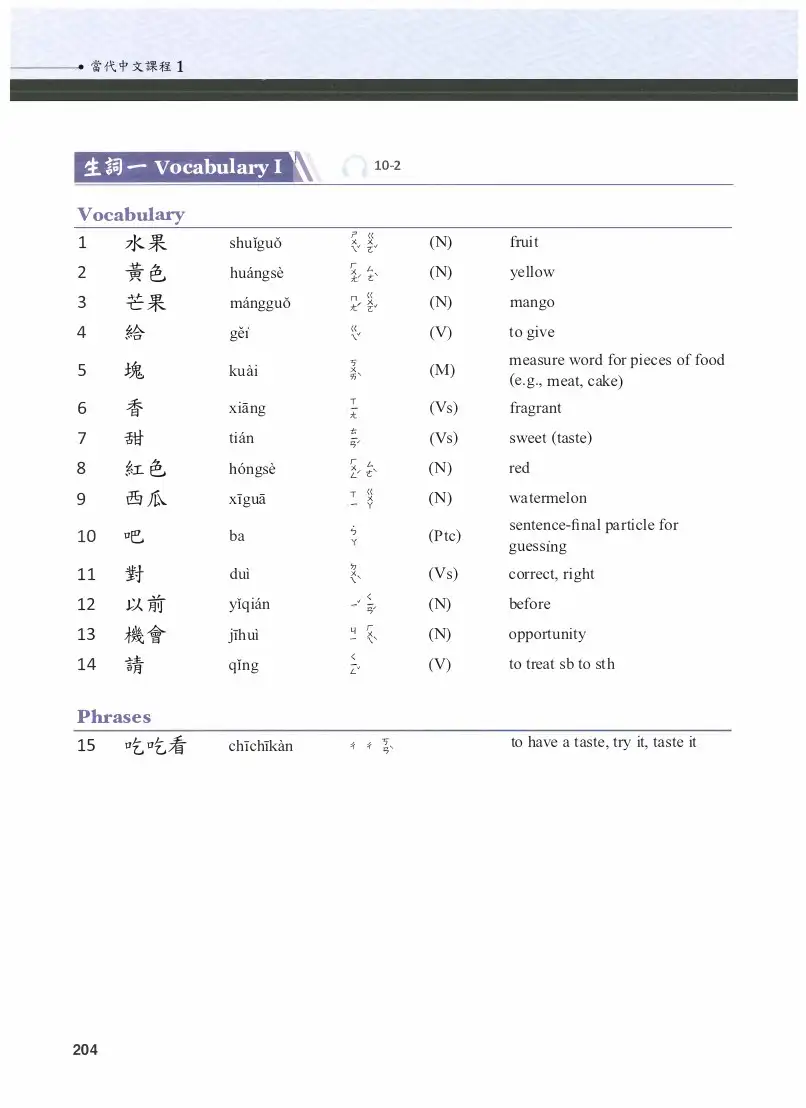 當代中文課程 1
生詞一 Vocabulary I 10-2
Vocabulary
1 水果 shuǐguǒ ㄕㄨㄟˇ ㄍㄨㄛˇ (N) fruit
2 黃色 huángsè ㄏㄨㄤˊ ㄙㄜˋ (N) yellow
3 芒果 mángguǒ ㄇㄤˊ ㄍㄨㄛˇ (N) mango
4 給 gěi ㄍㄟˇ (V) to give
5 塊 kuài ㄎㄨㄞˋ (M) measure word for pieces of food
(e.g., meat, cake)
6 香 xiāng ㄒㄧㄤ (Vs) fragrant
7 甜 tián ㄊㄧㄢˊ (Vs) sweet (taste)
8 紅色 hóngsè ㄏㄨㄥˊ ㄙㄜˋ (N) red
9 西瓜 xīguā ㄒㄧ ㄍㄨㄚ (N) watermelon
10 吧 ba ˙ㄅㄚ (Ptc) sentence-final particle for
guessing
11 對 duì ㄉㄨㄟˋ (Vs) correct, right
12 以前 yǐqián ㄧˇ ㄑㄧㄢˊ (N) before
13 機會 jīhuì ㄐㄧ ㄏㄨㄟˋ (N) opportunity
14 請 qǐng ㄑㄧㄥˇ (V) to treat sb to sth
Phrases
15 吃吃看 chīchīkàn ㄔ ㄔ ㄎㄢˋ to have a taste, try it, taste it
204